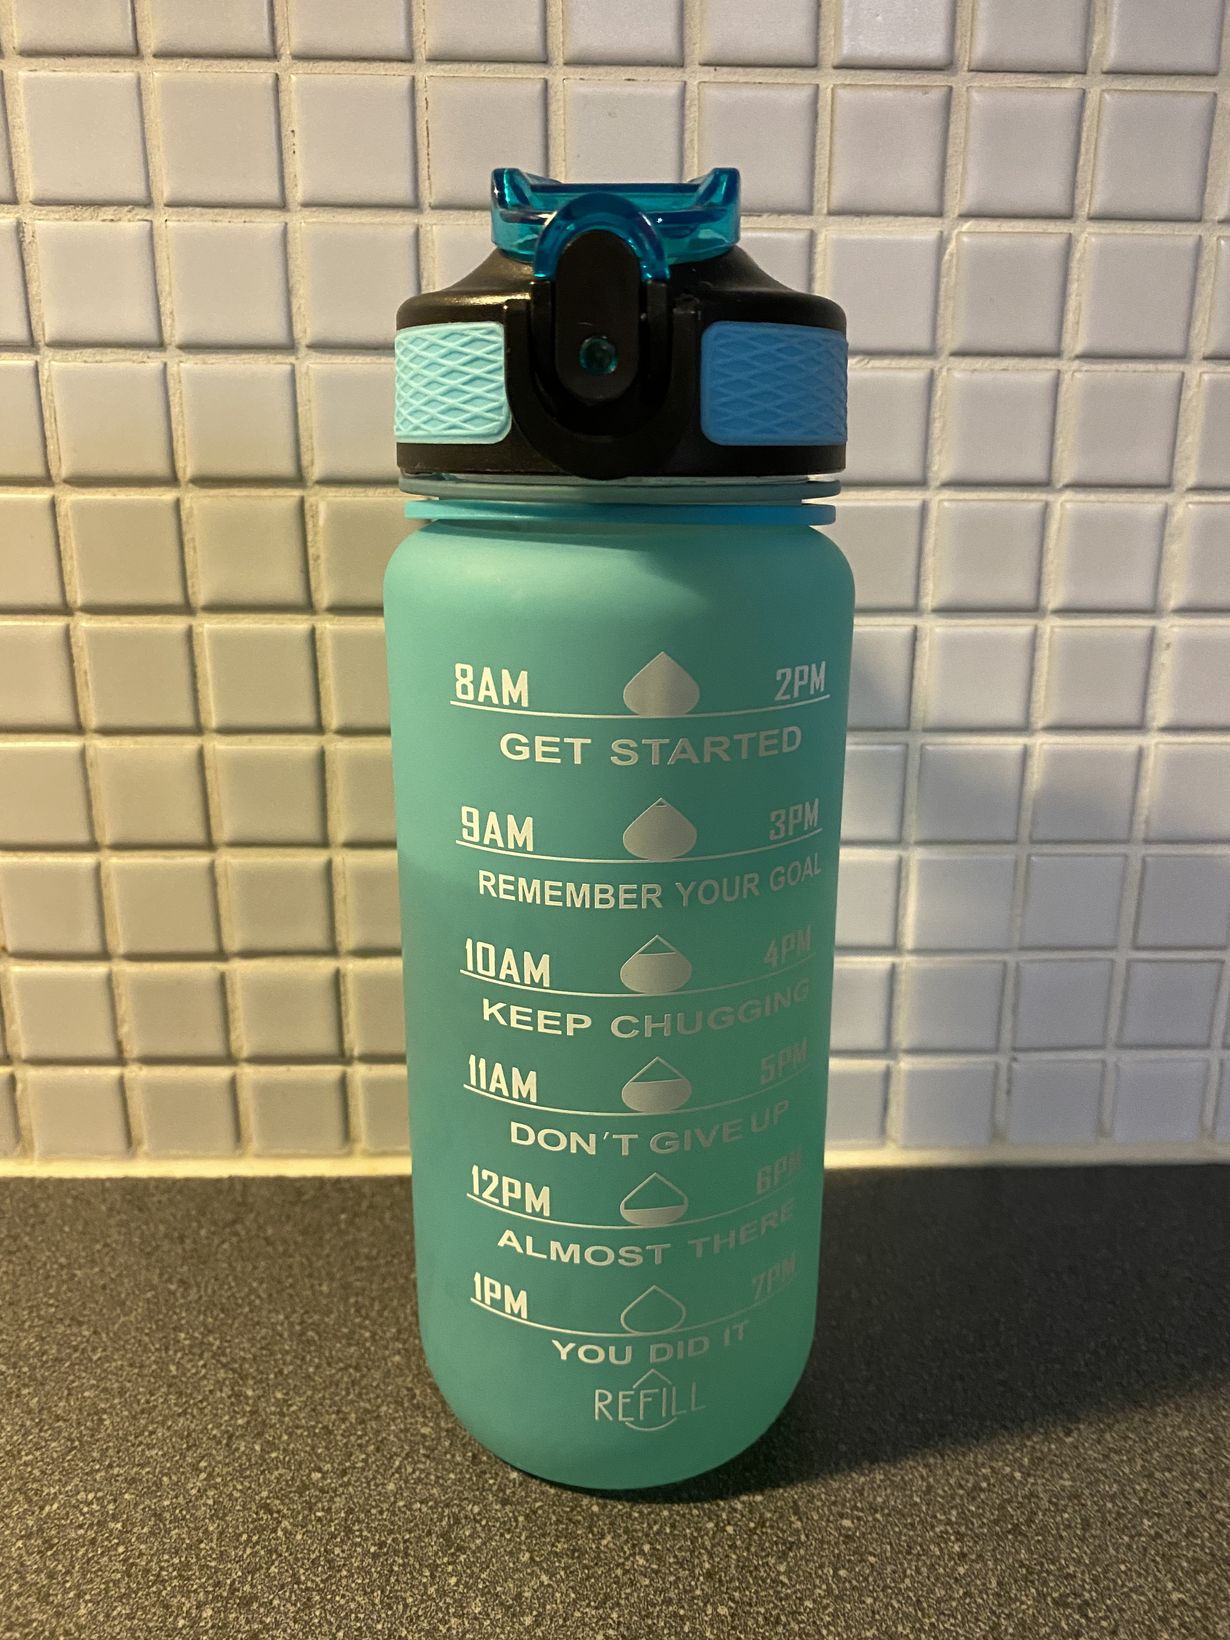 8AM 2PM
GET STARTED
9AM 3PM
REMEMBER YOUR GOAL
10AM 4PM
KEEP CHUGGING
11AM 5PM
DON'T GIVE UP
12PM 6PM
ALMOST THERE
1PM 7PM
YOU DID IT
REFILL